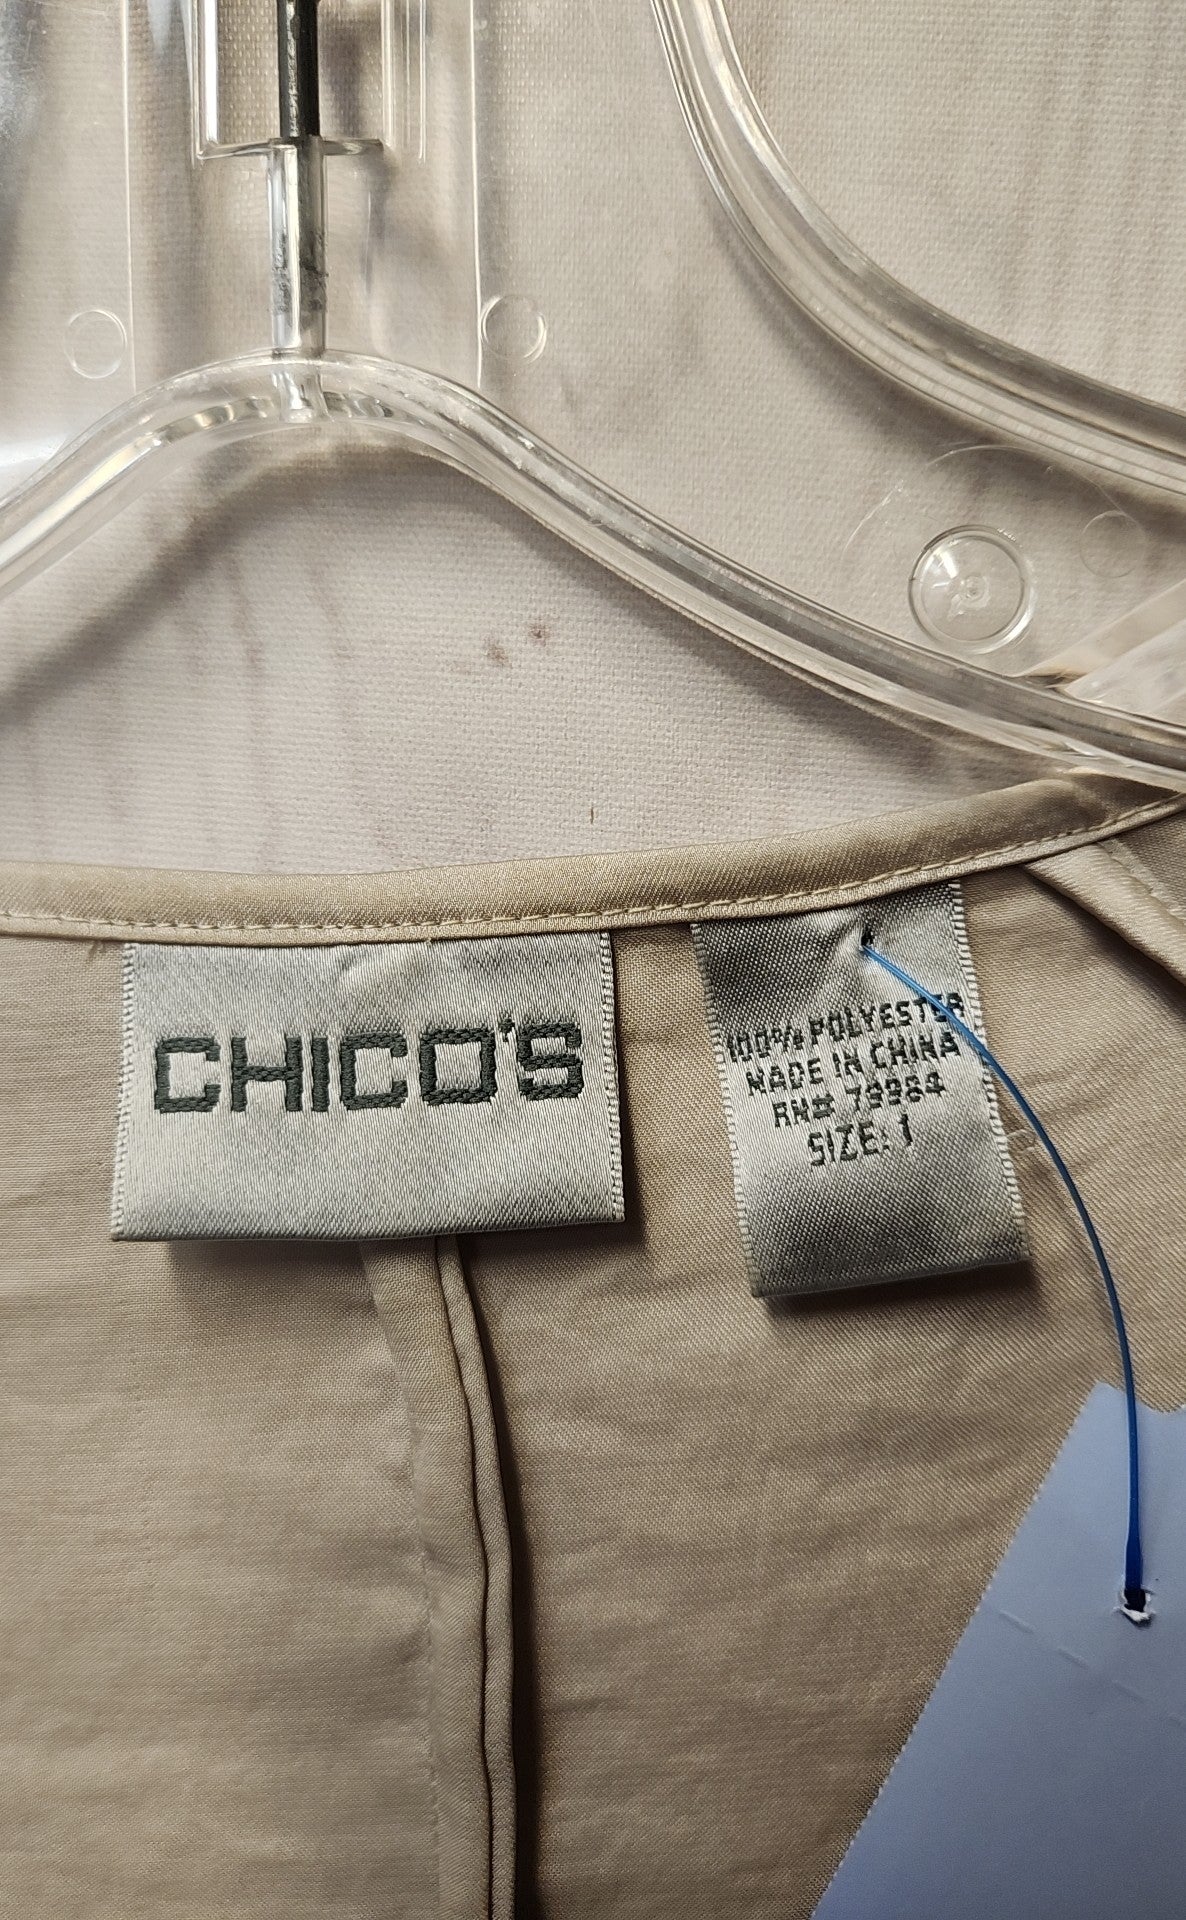 CHICO'S
100% POLYESTER
MADE IN CHINA
RN# 79984
SIZE: 1